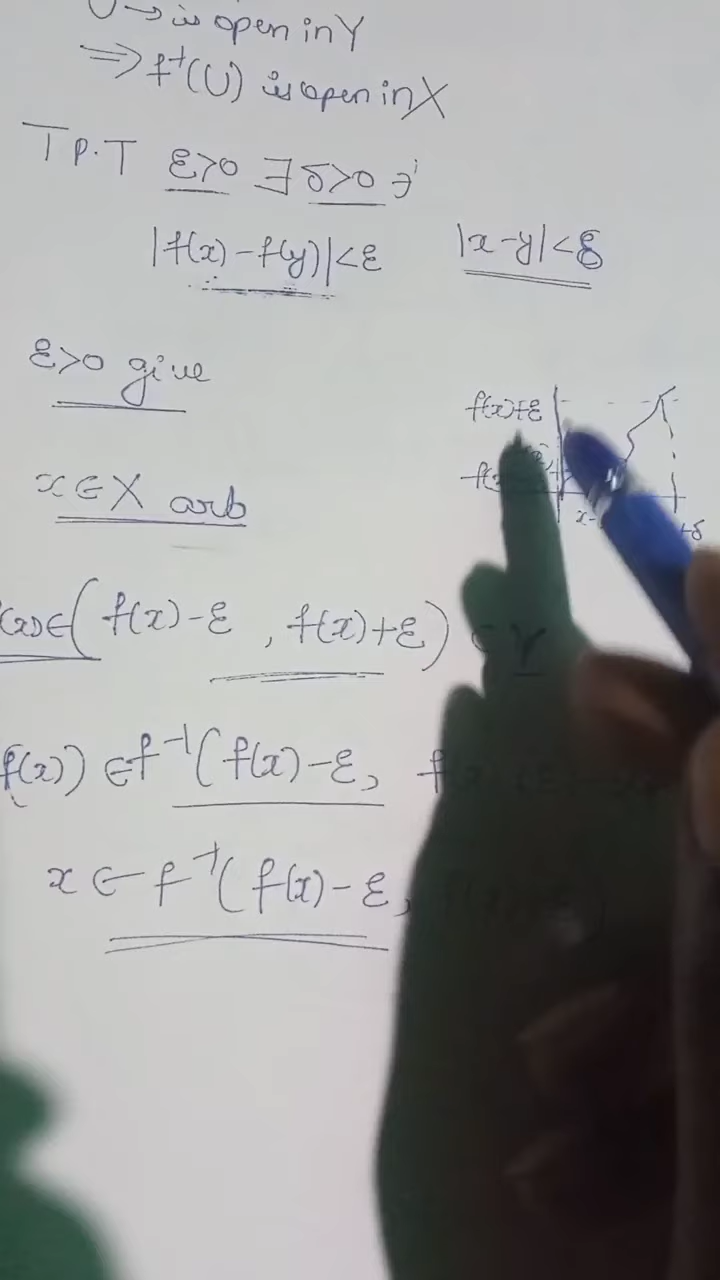 U → is open in Y
⟹ f⁻¹(U) is open in X
T P.T ε>0 ∃ δ>0 ∋
|f(x) - f(y)| < ε |x-y| < ξ
ε>0 give
f(x)+ε
x ∈ X arb
x-
+δ
(x) ∈ (f(x)-ε , f(x)+ε) ⊂ Y
f(x)) ∈ f⁻¹(f(x)-ε,
x ∈ f⁻¹(f(x)-ε,